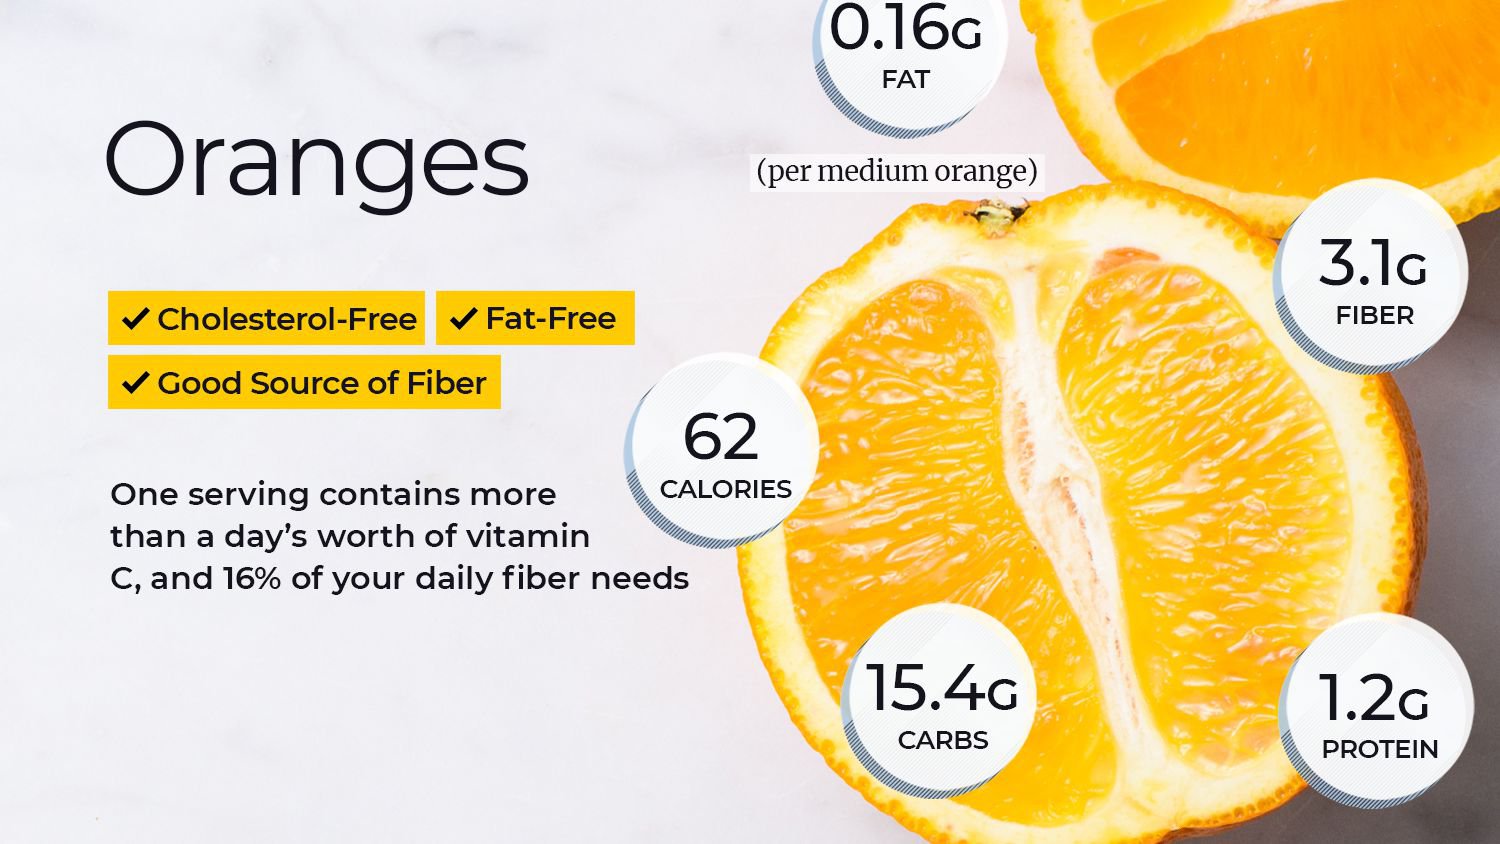 Oranges
✓ Cholesterol-Free ✓ Fat-Free
✓ Good Source of Fiber
One serving contains more
than a day’s worth of vitamin
C, and 16% of your daily fiber needs
0.16G
FAT
(per medium orange)
3.1G
FIBER
62
CALORIES
15.4G
CARBS
1.2G
PROTEIN